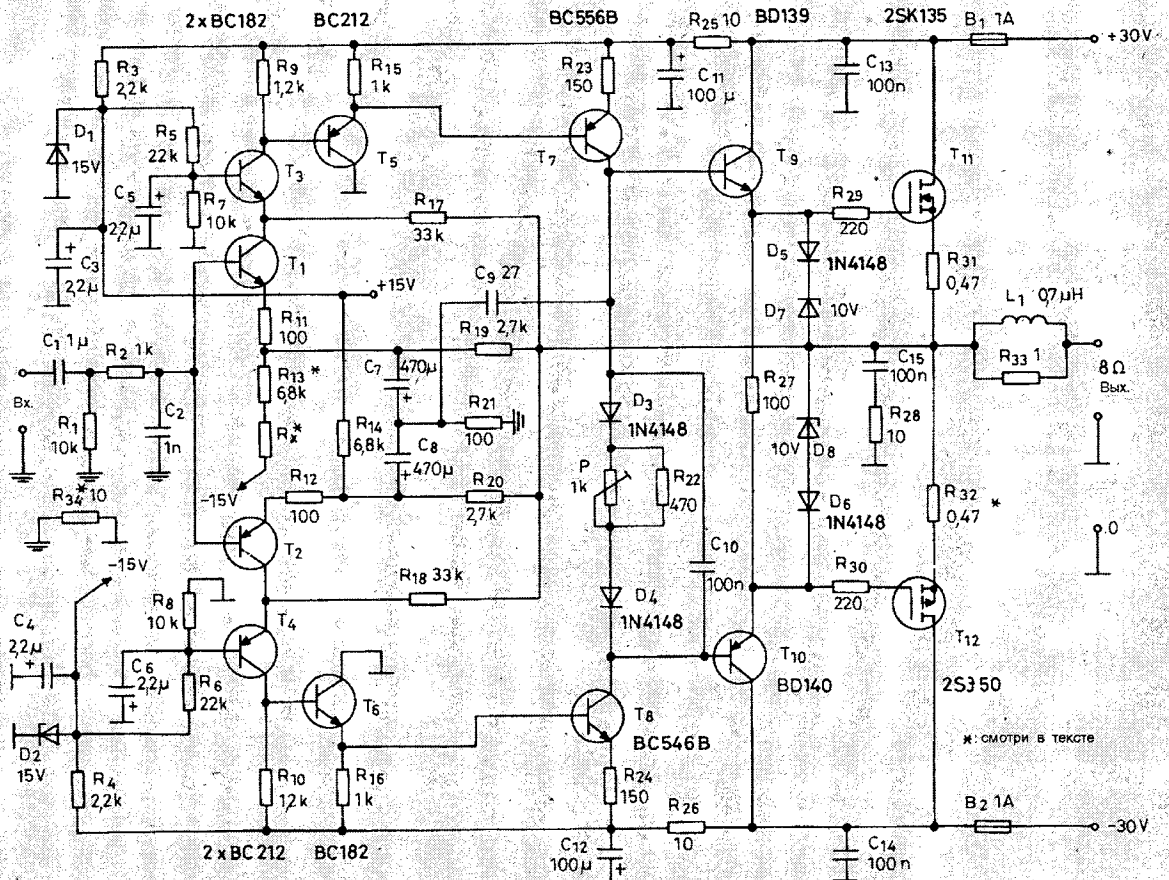 2 x BC182
BC212
BC556B
R25 10
BD139
2SK135
B1 1A
+30V
R3
2,2k
R9
1,2k
R15
1k
R23
150
C11
100 µ
C13
100n
D1
15V
R5
22k
T5
T7
T9
T11
C5
2,2µ
R7
10k
T3
R17
33k
R29
220
C3
2,2µ
T1
D5
1N4148
R31
0,47
C9 27
+15V
D7
10V
L1 0,7µH
R11
100
R19
2,7k
C1 1µ
R2 1k
C7
470µ
C15
100n
R33 1
8Ω
Вых.
Вх.
R13 *
68k
R27
100
R1
10k
C2
1n
R14
6,8k
R21
100
D3
1N4148
R28
10
Rx*
C8
470µ
10V
D8
P
1k
R22
470
-15V
R12
100
R20
2,7k
D6
1N4148
R32 *
0,47
R34* 10
0
T2
C10
100n
-15V
R18 33k
R30
220
R8
10k
T4
D4
1N4148
T12
C4
2,2µ
C6
2,2µ
R6
22k
T6
T10
BD140
2SJ50
T8
BC546B
*: смотри в тексте
D2
15V
R4
2,2k
R10
1,2k
R16
1k
R24
150
R26
10
B2 1A
-30V
2 x BC212
BC182
C12
100µ
C14
100n